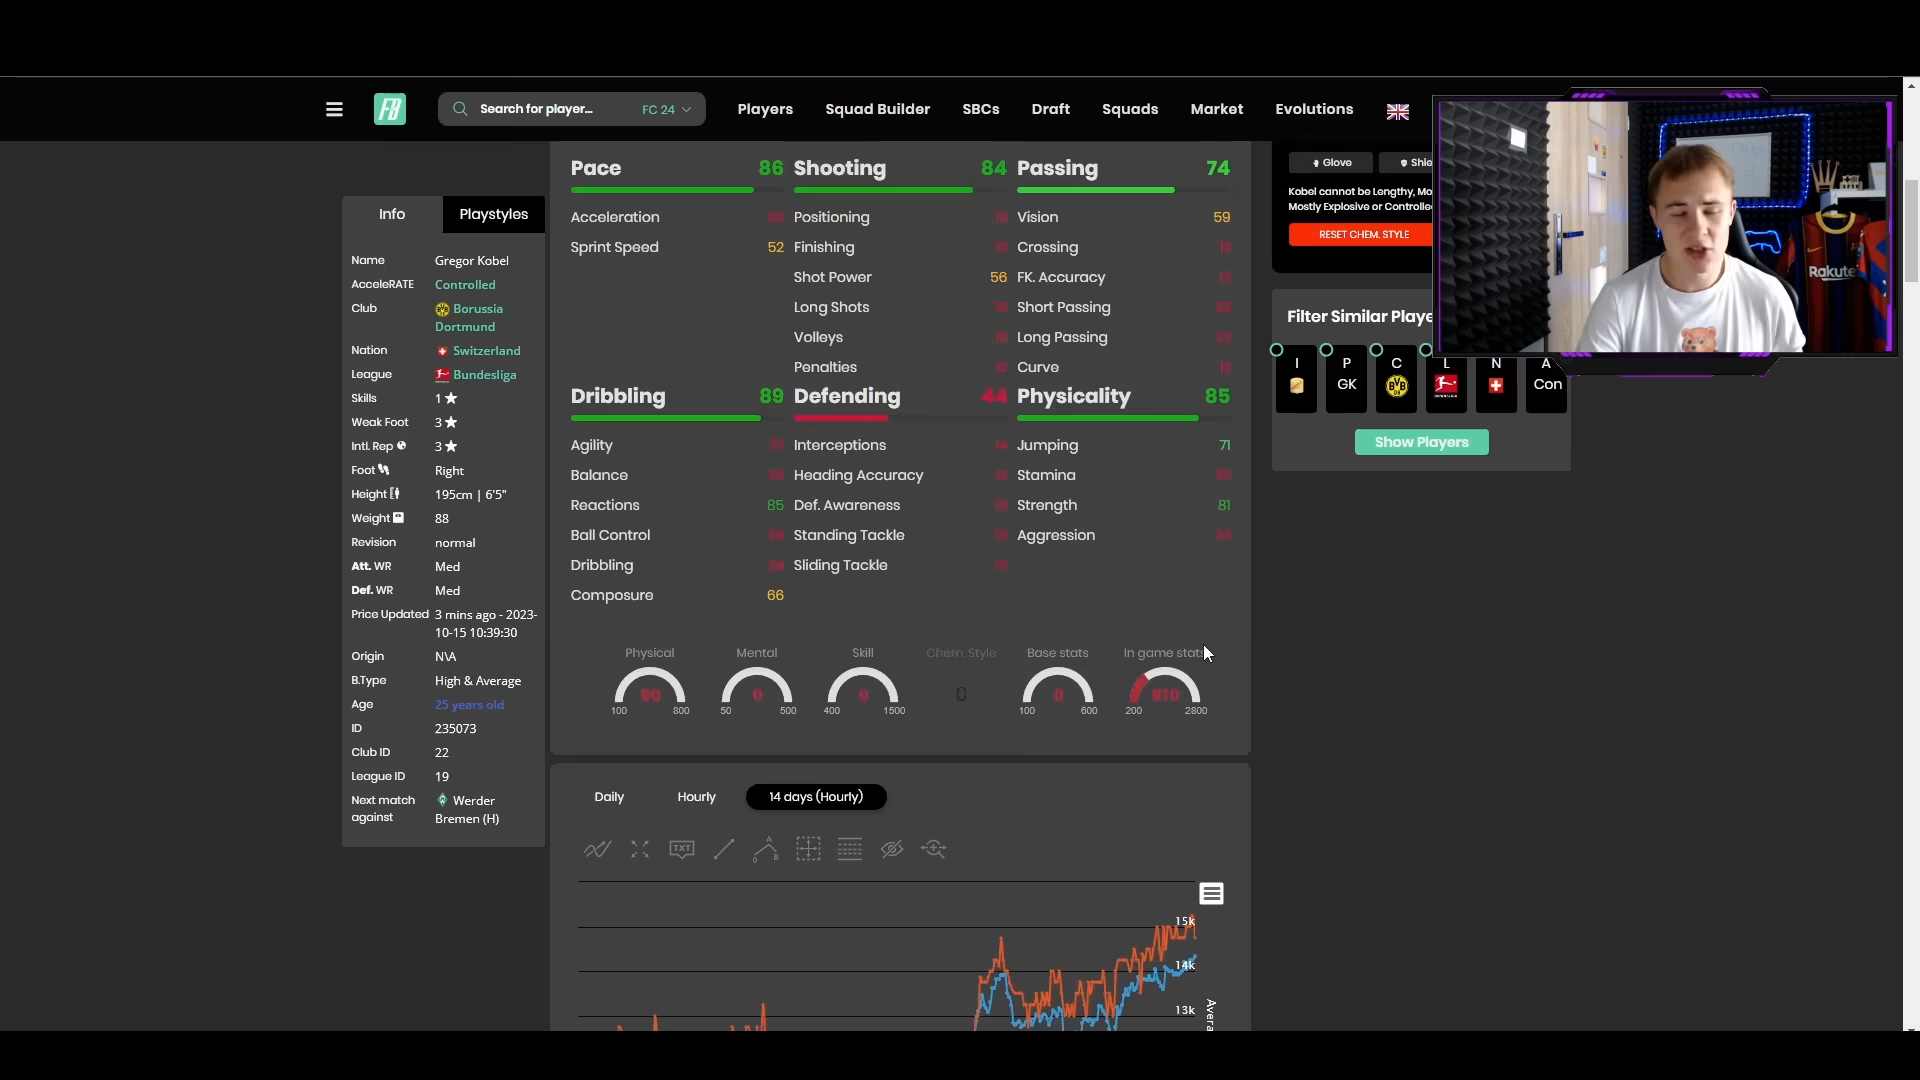 FB
Search for player...
FC 24
Players
Squad Builder
SBCs
Draft
Squads
Market
Evolutions
Info
Playstyles
Name Gregor Kobel
AcceleRATE Controlled
Club Borussia
Dortmund
Nation Switzerland
League Bundesliga
Skills 1
Weak Foot 3
Intl. Rep 3
Foot Right
Height 195cm | 6'5"
Weight 88
Revision normal
Att. WR Med
Def. WR Med
Price Updated 3 mins ago - 2023-
10-15 10:39:30
Origin N\A
B.Type High & Average
Age 25 years old
ID 235073
Club ID 22
League ID 19
Next match Werder
against Bremen (H)
Pace 86
Acceleration
Sprint Speed 52
Shooting 84
Positioning
Finishing
Shot Power 56
Long Shots
Volleys
Penalties
Passing 74
Vision 59
Crossing
FK. Accuracy
Short Passing
Long Passing
Curve
Dribbling 89
Agility
Balance
Reactions 85
Ball Control
Dribbling
Composure 66
Defending 44
Interceptions
Heading Accuracy
Def. Awareness
Standing Tackle
Sliding Tackle
Physicality 85
Jumping 71
Stamina
Strength 81
Aggression
Physical
100 800
Mental
0
50 500
Skill
0
400 1500
Chem. Style
0
Base stats
0
100 600
In game stats
200 2800
Daily
Hourly
14 days (Hourly)
TXT
A
0 B
15k
14k
13k
Avera
Glove
Shie
Kobel cannot be Lengthy, Mo
Mostly Explosive or Controlle
RESET CHEM. STYLE
Filter Similar Playe
I P C L N A
GK
Con
Show Players
Rakute